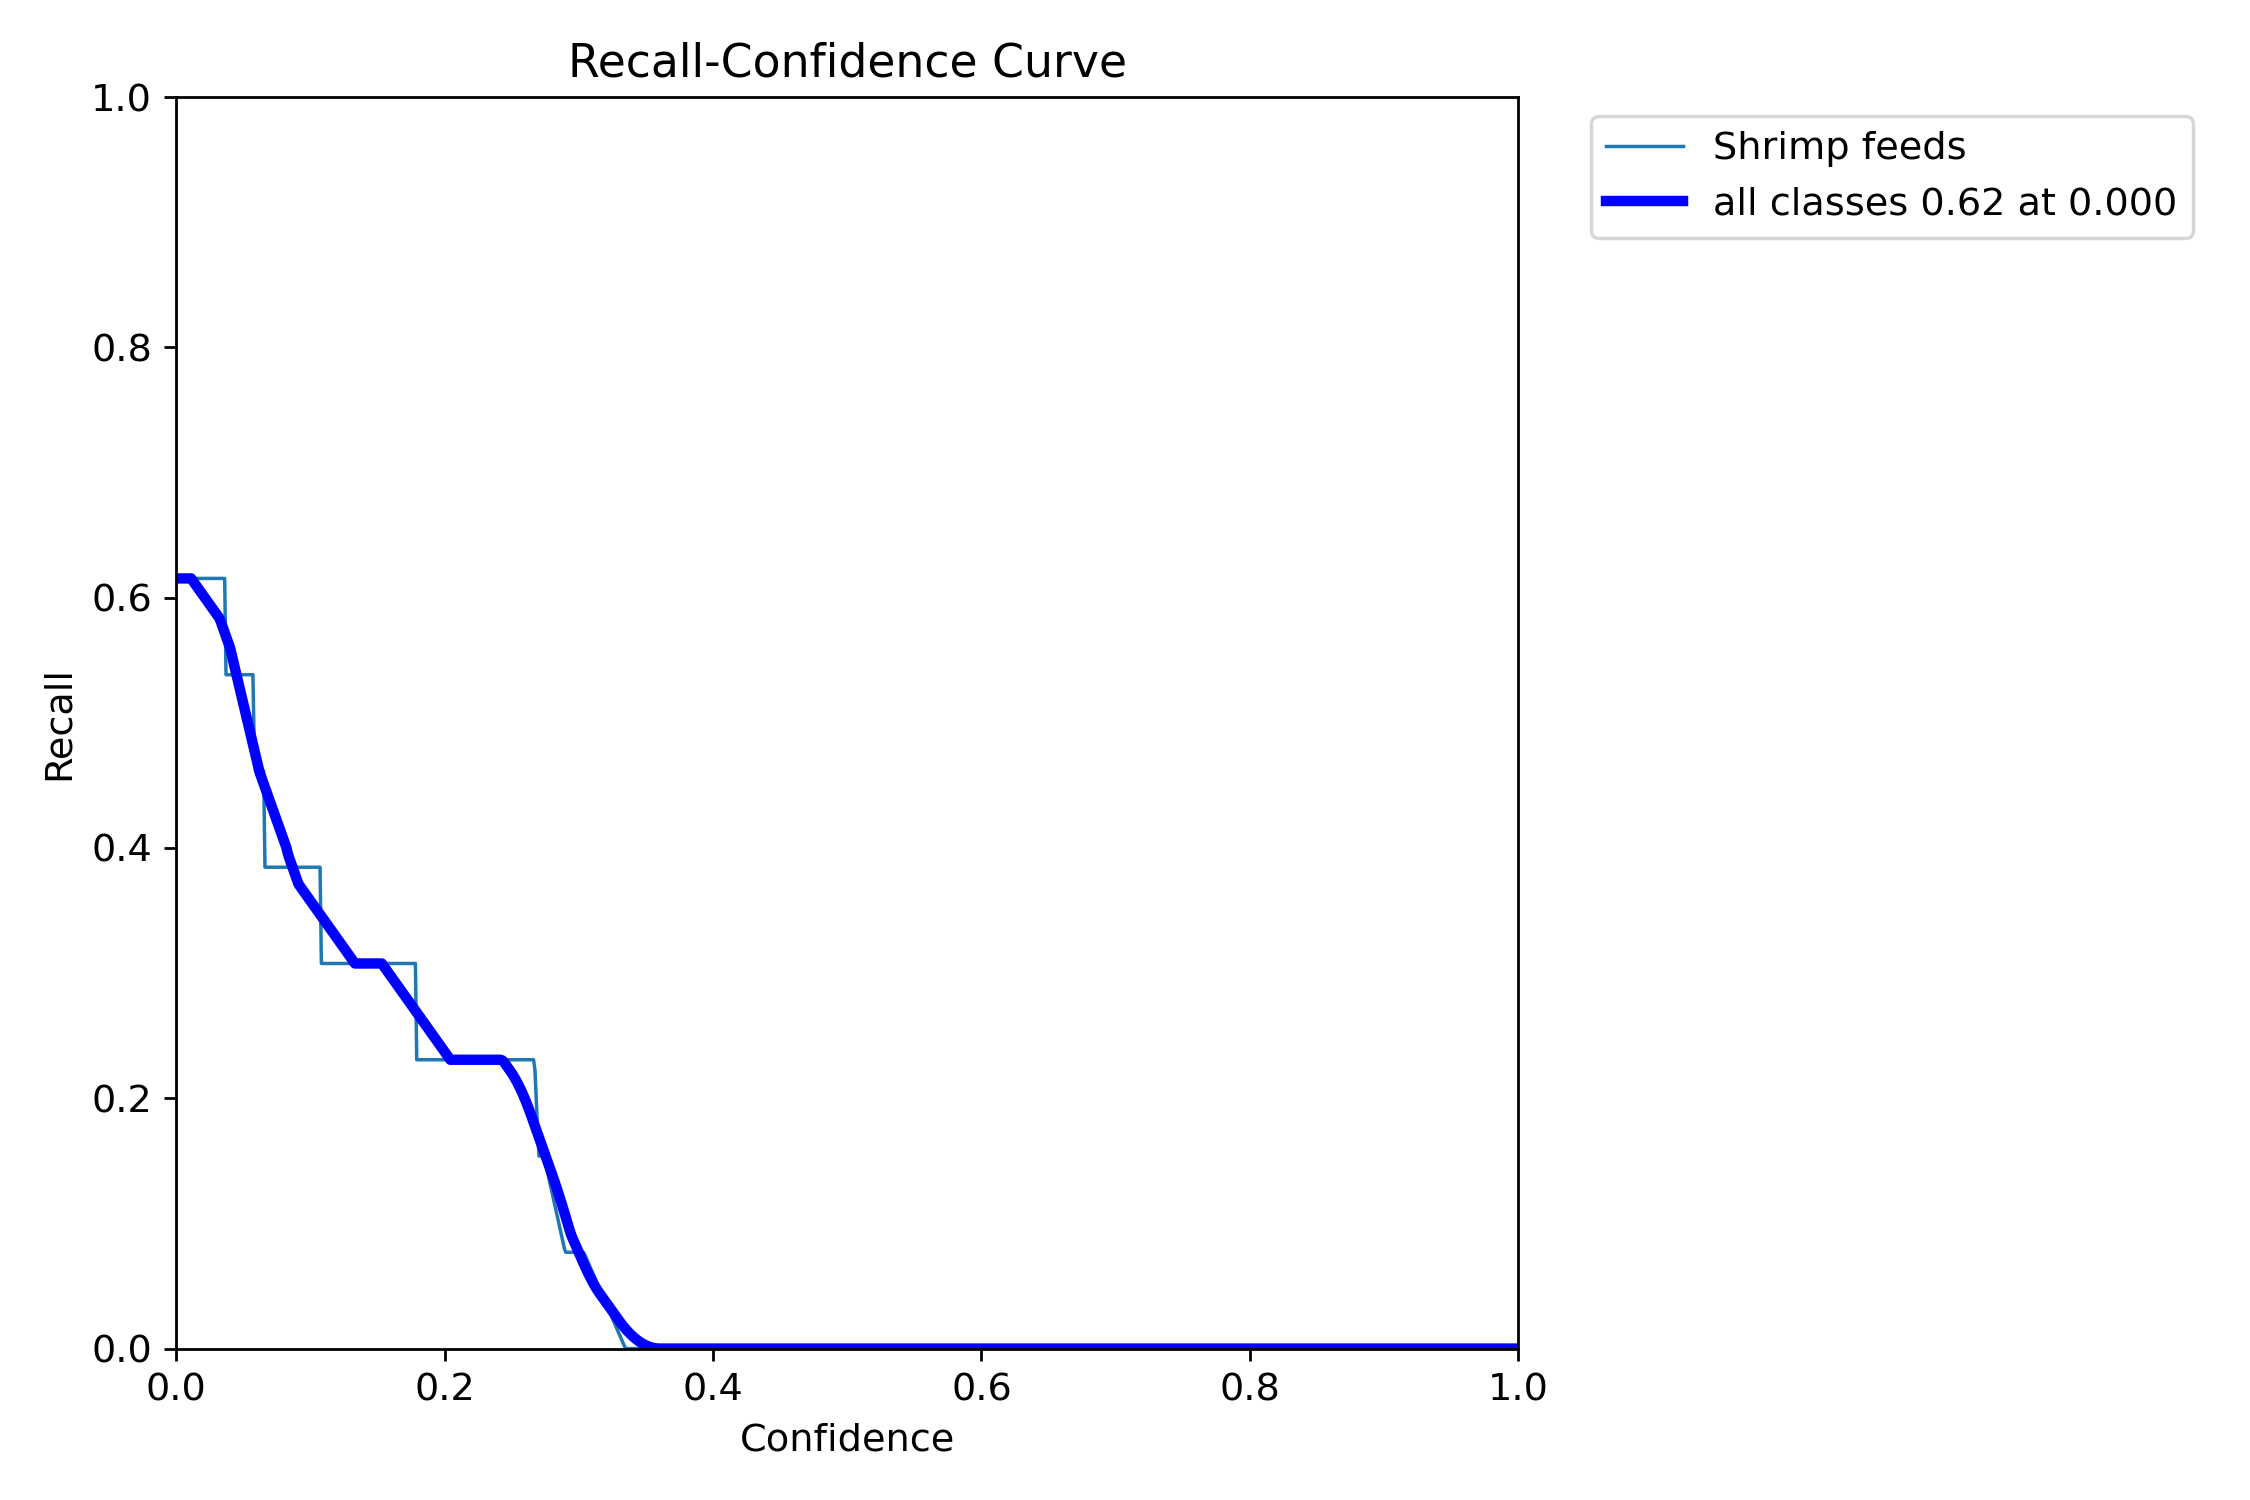 Recall-Confidence Curve
1.0
0.8
0.6
0.4
0.2
0.0
Recall
0.0 0.2 0.4 0.6 0.8 1.0
Confidence
Shrimp feeds
all classes 0.62 at 0.000